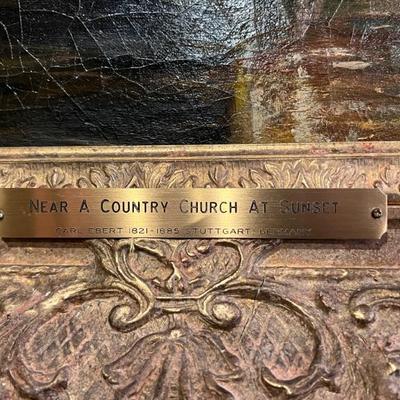 NEAR A COUNTRY CHURCH AT SUNSET
CARL EBERT 1821-1885 STUTTGART, GERMANY